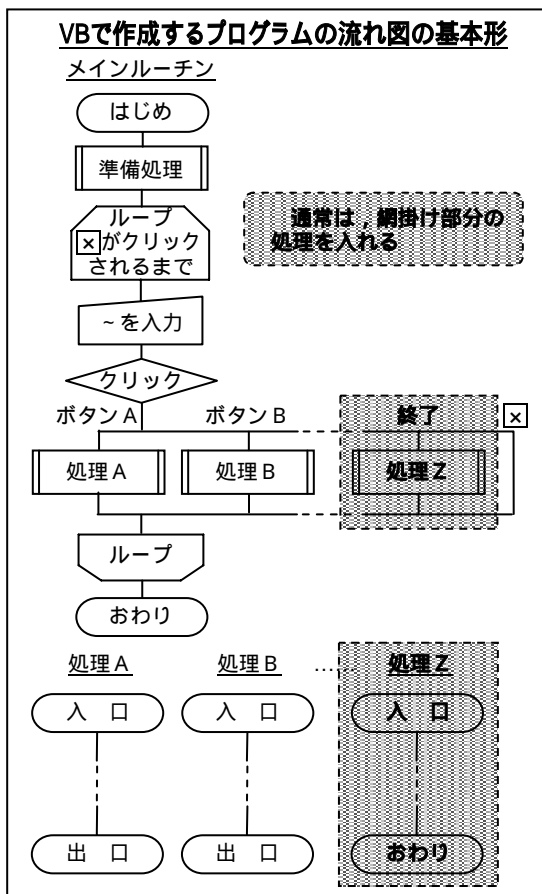 VBで作成するプログラムの流れ図の基本形
メインルーチン
はじめ
準備処理
ループ
×がクリック
されるまで
通常は，網掛け部分の
処理を入れる
~を入力
クリック
ボタンA ボタンB 終了 ×
処理A 処理B 処理Z
ループ
おわり
処理A 処理B …… 処理Z
入 口 入 口 入 口
出 口 出 口 おわり